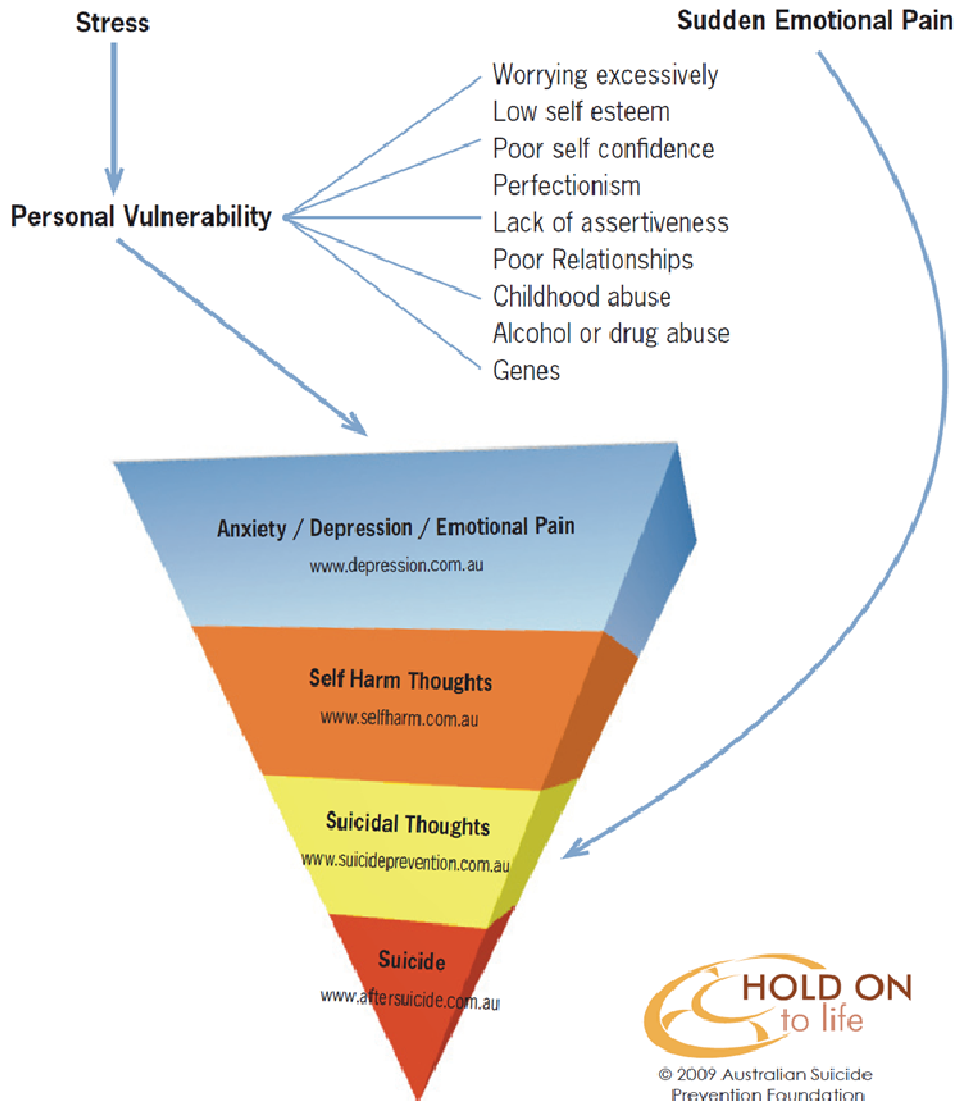 Stress
Sudden Emotional Pain
Worrying excessively
Low self esteem
Poor self confidence
Perfectionism
Personal Vulnerability
Lack of assertiveness
Poor Relationships
Childhood abuse
Alcohol or drug abuse
Genes
Anxiety / Depression / Emotional Pain
www.depression.com.au
Self Harm Thoughts
www.selfharm.com.au
Suicidal Thoughts
www.suicideprevention.com.au
Suicide
www.aftersuicide.com.au
HOLD ON
to life
© 2009 Australian Suicide
Prevention Foundation